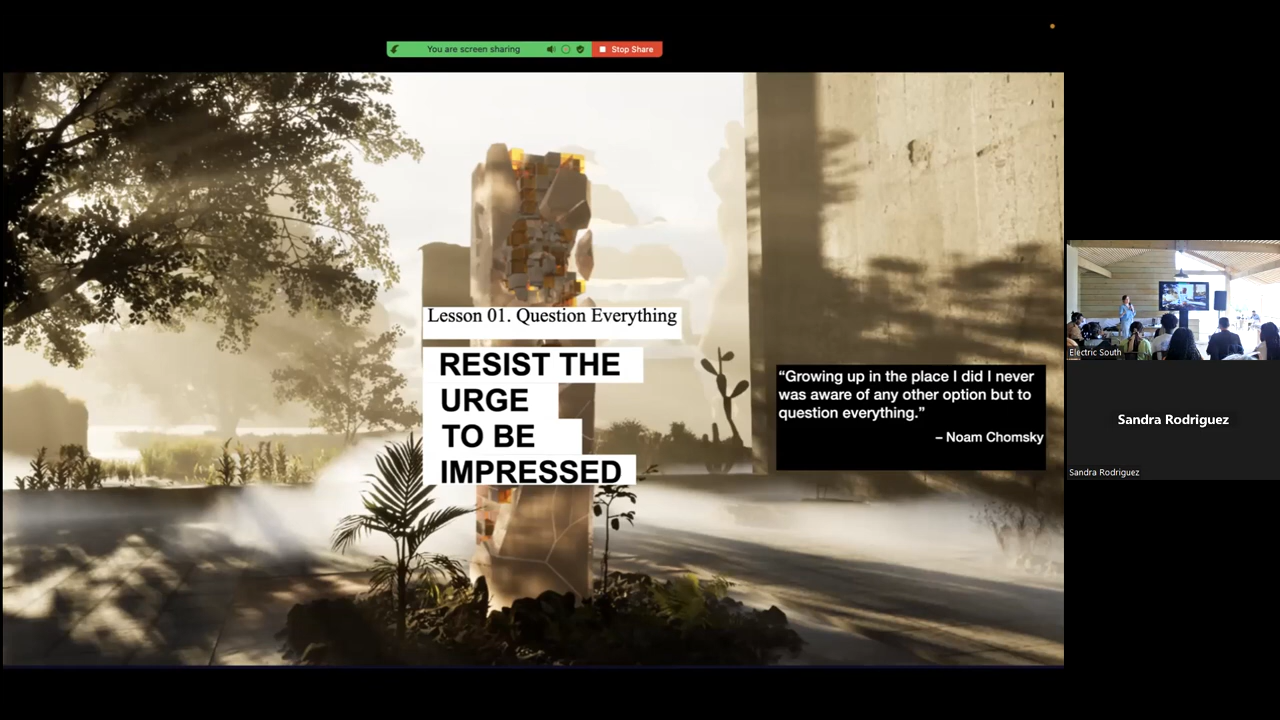 You are screen sharing
Stop Share
Lesson 01. Question Everything
RESIST THE
URGE
TO BE
IMPRESSED
“Growing up in the place I did I never
was aware of any other option but to
question everything.”
– Noam Chomsky
Electric South
Sandra Rodriguez
Sandra Rodriguez